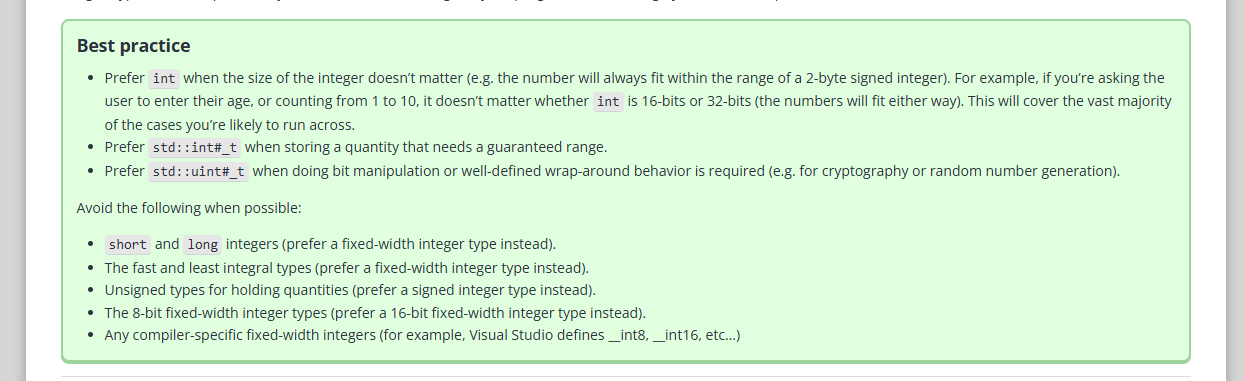 Best practice
• Prefer int when the size of the integer doesn’t matter (e.g. the number will always fit within the range of a 2-byte signed integer). For example, if you’re asking the
user to enter their age, or counting from 1 to 10, it doesn’t matter whether int is 16-bits or 32-bits (the numbers will fit either way). This will cover the vast majority
of the cases you’re likely to run across.
• Prefer std::int#_t when storing a quantity that needs a guaranteed range.
• Prefer std::uint#_t when doing bit manipulation or well-defined wrap-around behavior is required (e.g. for cryptography or random number generation).
Avoid the following when possible:
• short and long integers (prefer a fixed-width integer type instead).
• The fast and least integral types (prefer a fixed-width integer type instead).
• Unsigned types for holding quantities (prefer a signed integer type instead).
• The 8-bit fixed-width integer types (prefer a 16-bit fixed-width integer type instead).
• Any compiler-specific fixed-width integers (for example, Visual Studio defines __int8, __int16, etc…)